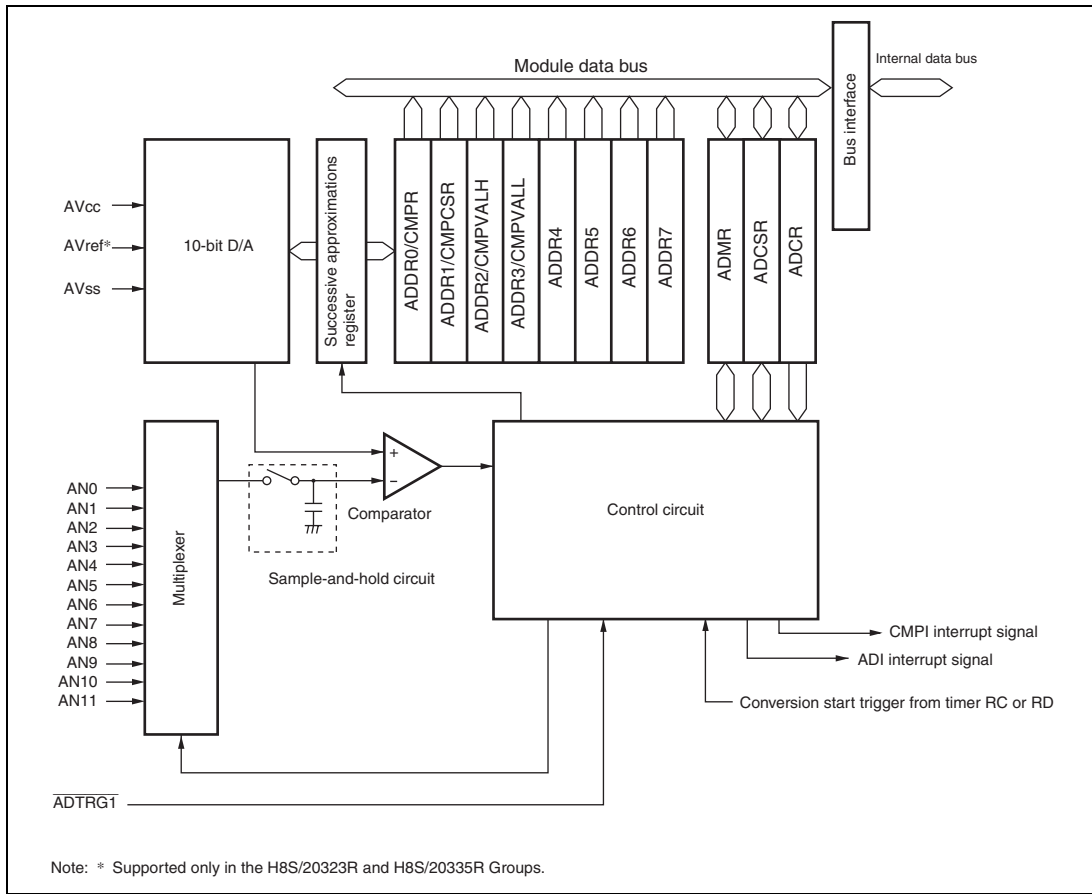 Module data bus
Internal data bus
Bus interface
AVcc
AVref*
AVss
10-bit D/A
Successive approximations
register
ADDR0/CMPR
ADDR1/CMPCSR
ADDR2/CMPVALH
ADDR3/CMPVALL
ADDR4
ADDR5
ADDR6
ADDR7
ADMR
ADCSR
ADCR
AN0
AN1
AN2
AN3
AN4
AN5
AN6
AN7
AN8
AN9
AN10
AN11
Multiplexer
+
−
Comparator
Sample-and-hold circuit
Control circuit
CMPI interrupt signal
ADI interrupt signal
Conversion start trigger from timer RC or RD
ADTRG1
Note: * Supported only in the H8S/20323R and H8S/20335R Groups.